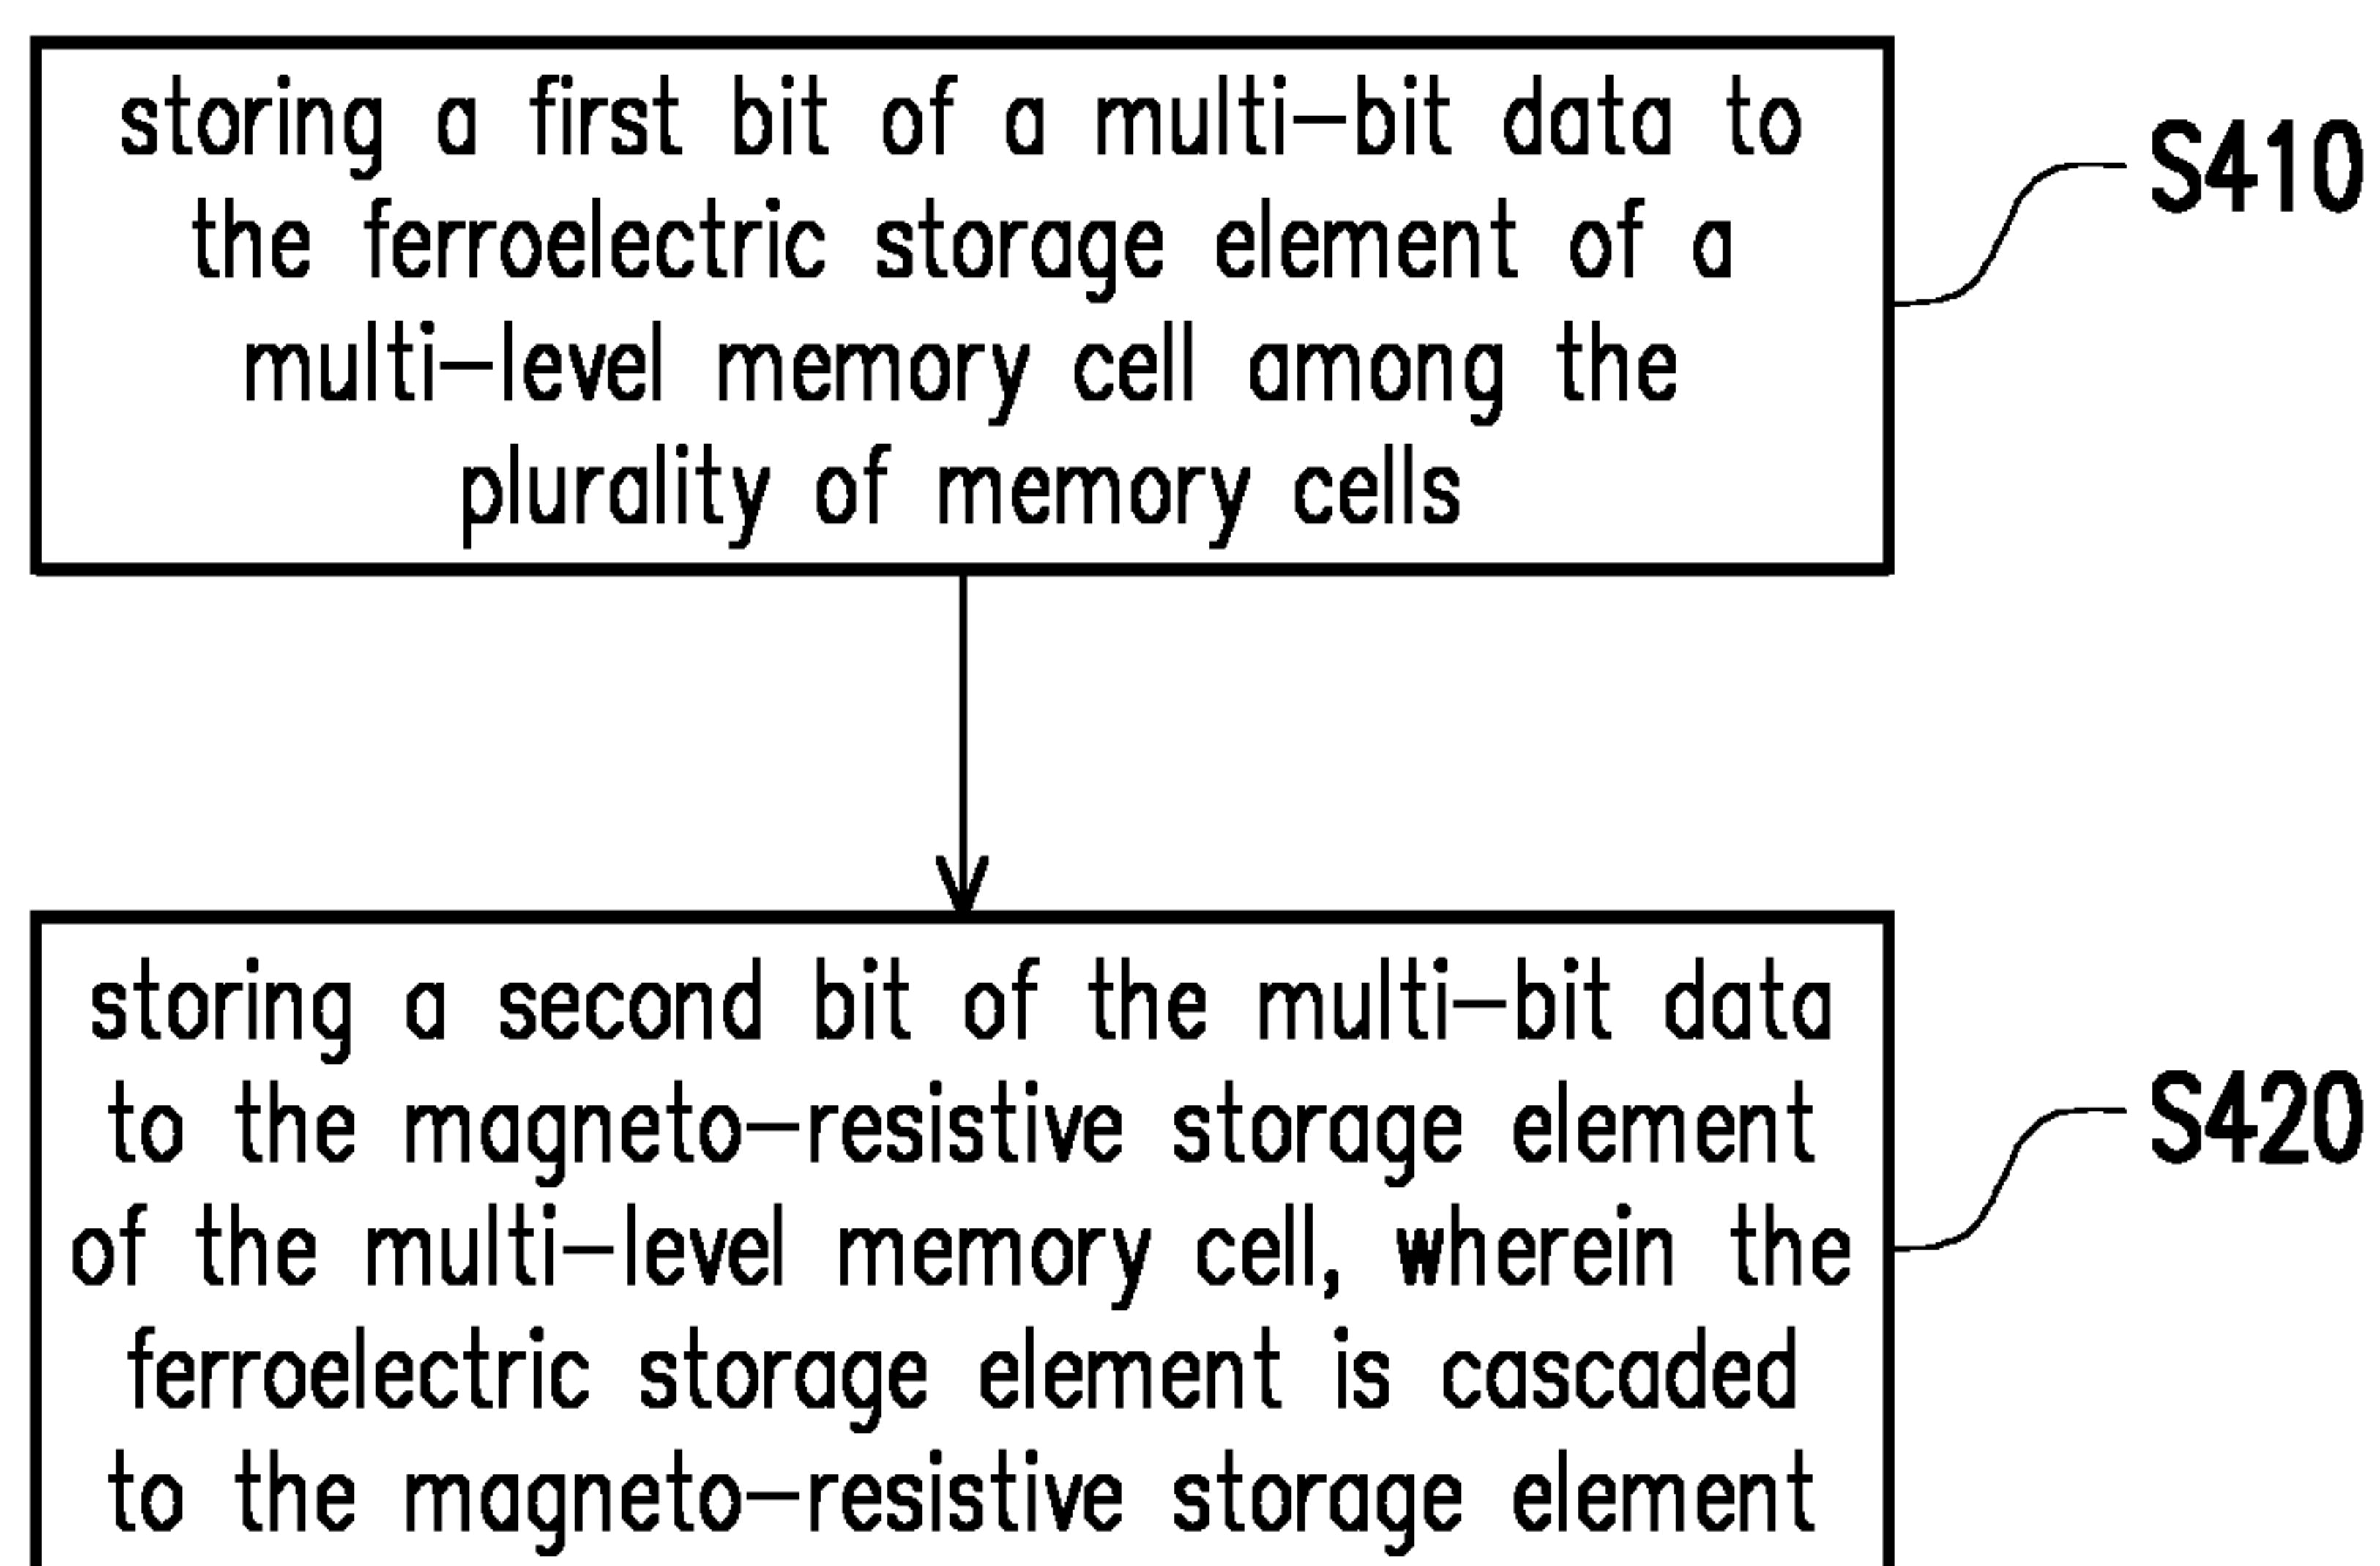 storing a first bit of a multi-bit data to
the ferroelectric storage element of a
multi-level memory cell among the
plurality of memory cells
S410
storing a second bit of the multi-bit data
to the magneto-resistive storage element
of the multi-level memory cell, wherein the
ferroelectric storage element is cascaded
to the magneto-resistive storage element
S420